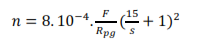 n = 8. 10⁻⁴. F/R_pg (15/s + 1)²